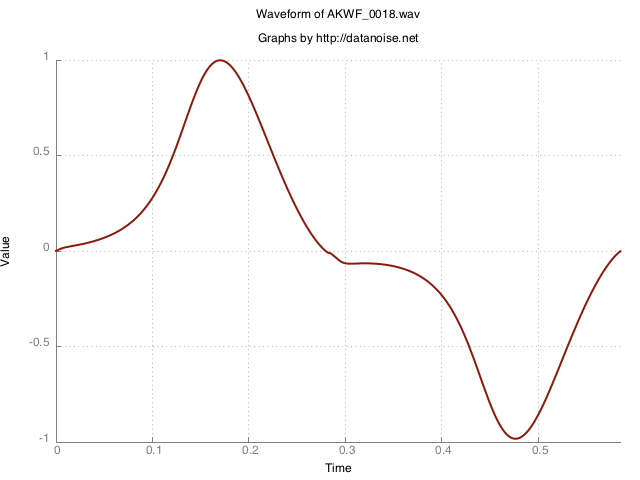 Waveform of AKWF_0018.wav
Graphs by http://datanoise.net
1
0.5
0
-0.5
-1
Value
0 0.1 0.2 0.3 0.4 0.5
Time